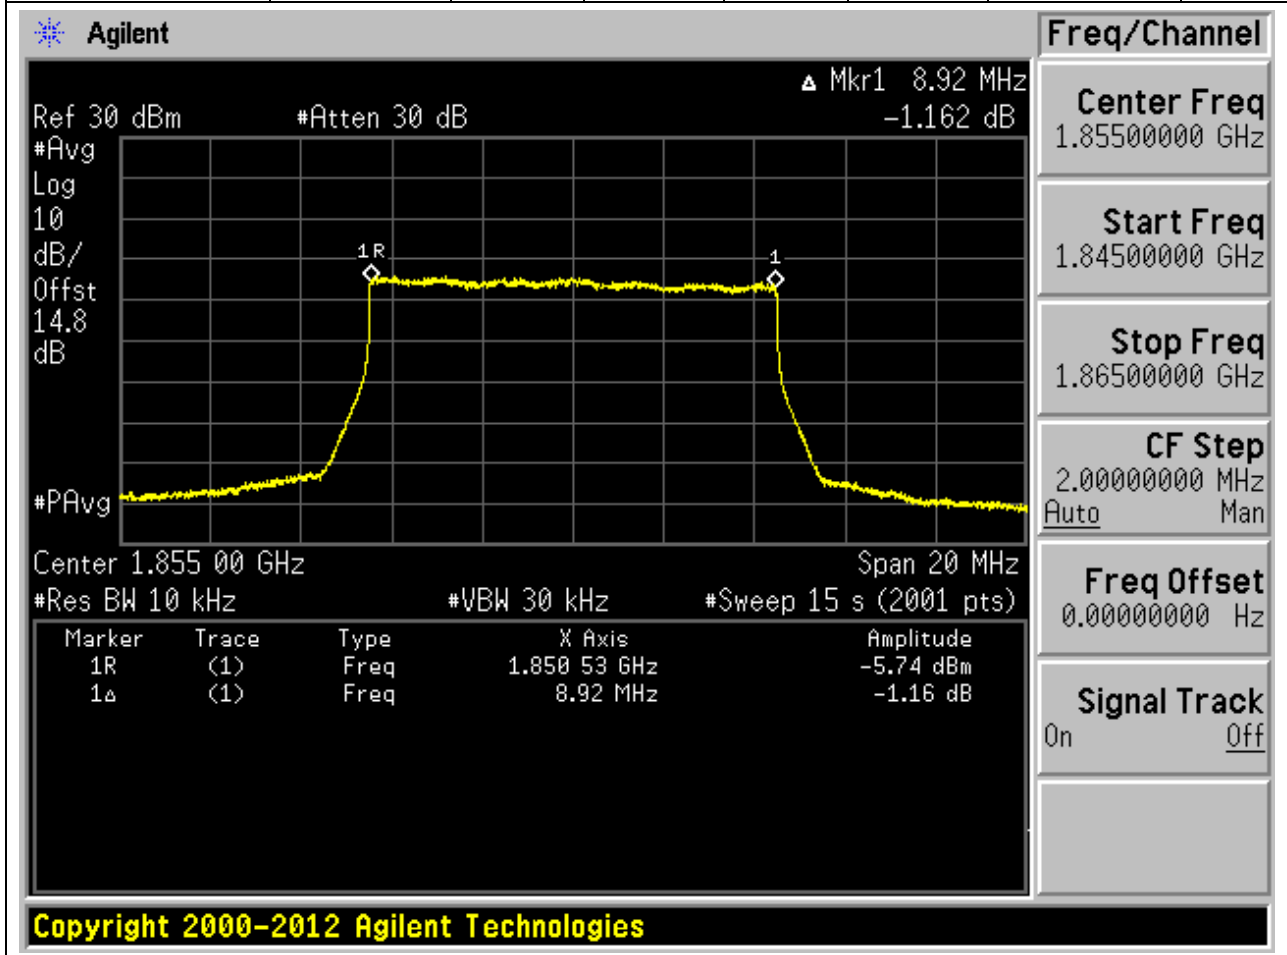 Agilent
Freq/Channel
▵ Mkr1 8.92 MHz
Ref 30 dBm #Atten 30 dB -1.162 dB
#Avg
Log
10
dB/
Offst
14.8
dB
#PAvg
1R
1
Center 1.855 00 GHz Span 20 MHz
#Res BW 10 kHz #VBW 30 kHz #Sweep 15 s (2001 pts)
Marker Trace Type X Axis Amplitude
1R (1) Freq 1.850 53 GHz -5.74 dBm
1▵ (1) Freq 8.92 MHz -1.16 dB
Center Freq
1.85500000 GHz
Start Freq
1.84500000 GHz
Stop Freq
1.86500000 GHz
CF Step
2.00000000 MHz
Auto Man
Freq Offset
0.00000000 Hz
Signal Track
On Off
Copyright 2000-2012 Agilent Technologies